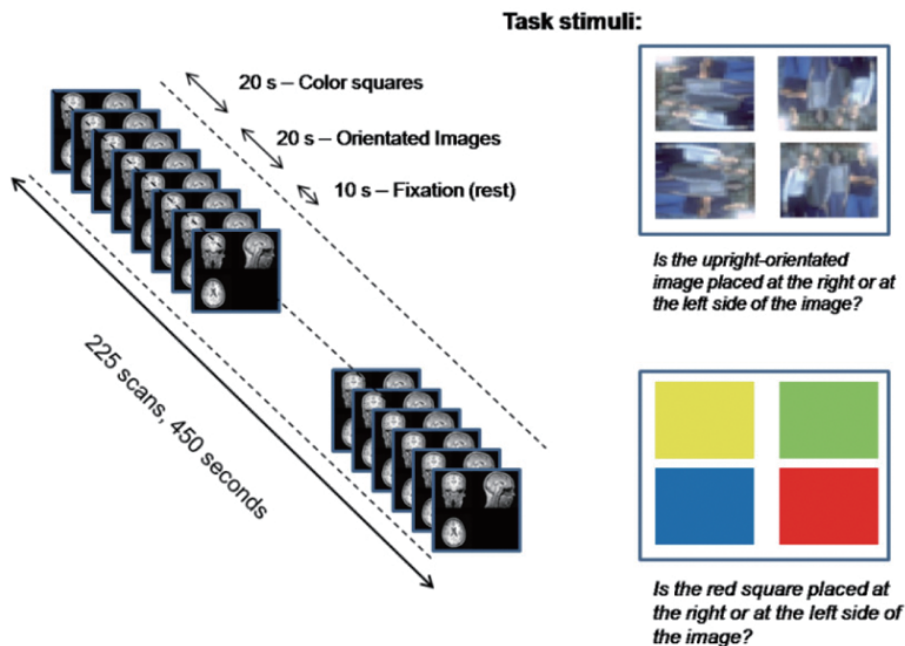 Task stimuli:
20 s – Color squares
20 s – Orientated Images
10 s – Fixation (rest)
225 scans, 450 seconds
Is the upright-orientated
image placed at the right or at
the left side of the image?
Is the red square placed at
the right or at the left side of
the image?